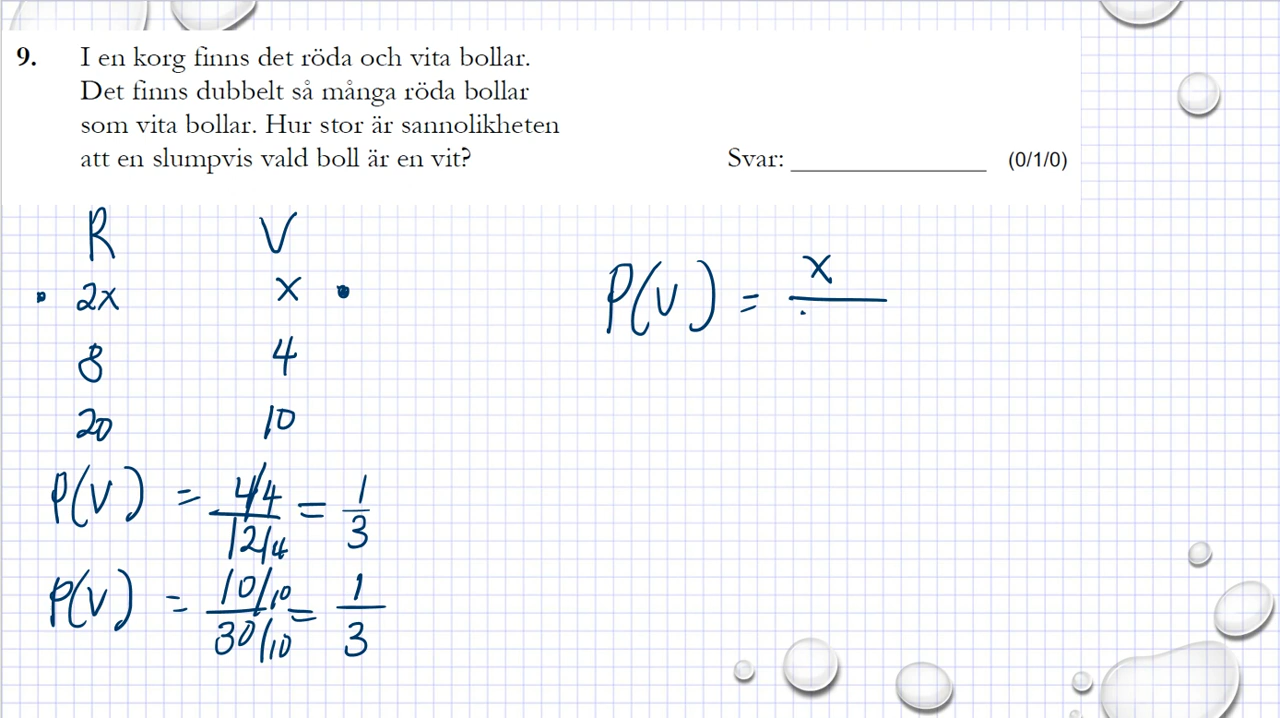 9. I en korg finns det röda och vita bollar.
Det finns dubbelt så många röda bollar
som vita bollar. Hur stor är sannolikheten
att en slumpvis vald boll är en vit?
Svar: ______________ (0/1/0)
R V
2x x
8 4
20 10
P(V) = 4/4 / 12/4 = 1/3
P(V) = 10/10 / 30/10 = 1/3
P(V) = x